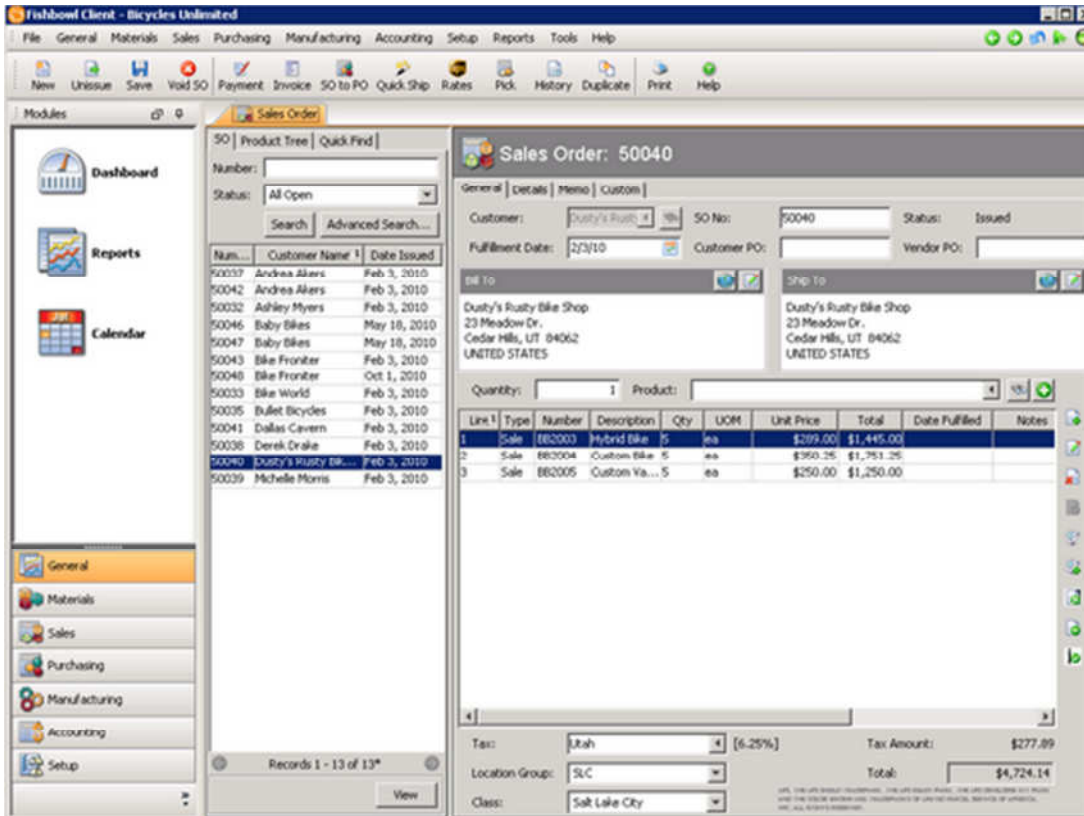 Fishbowl Client - Bicycles Unlimited
File General Materials Sales Purchasing Manufacturing Accounting Setup Reports Tools Help
New Unissue Save Void SO Payment Invoice SO to PO Quick Ship Rates Pick History Duplicate Print Help
Modules
Dashboard
Reports
Calendar
General
Materials
Sales
Purchasing
Manufacturing
Accounting
Setup
Sales Order
SO Product Tree Quick Find
Number:
Status: All Open
Search Advanced Search...
Num... Customer Name Date Issued
50037 Andrea Akers Feb 3, 2010
50042 Andrea Akers Feb 3, 2010
50032 Ashley Myers Feb 3, 2010
50046 Baby Bikes May 18, 2010
50047 Baby Bikes May 18, 2010
50043 Bike Froniter Feb 3, 2010
50048 Bike Froniter Oct 1, 2010
50033 Bike World Feb 3, 2010
50035 Bullet Bicycles Feb 3, 2010
50041 Dallas Cavern Feb 3, 2010
50038 Derek Drake Feb 3, 2010
50040 Dusty's Rusty Bik... Feb 3, 2010
50039 Michelle Morris Feb 3, 2010
Records 1 - 13 of 13*
View
Sales Order: 50040
General Details Memo Custom
Customer: Dusty's Rusty SO No: 50040 Status: Issued
Fulfillment Date: 2/3/10 Customer PO: Vendor PO:
Bill To
Dusty's Rusty Bike Shop
23 Meadow Dr.
Cedar Hills, UT 84062
UNITED STATES
Ship To
Dusty's Rusty Bike Shop
23 Meadow Dr.
Cedar Hills, UT 84062
UNITED STATES
Quantity: 1 Product:
Line Type Number Description Qty UOM Unit Price Total Date Fulfilled Notes
1 Sale BB2003 Hybrid Bike 5 ea $289.00 $1,445.00
2 Sale BB2004 Custom Bike 5 ea $350.25 $1,751.25
3 Sale BB2005 Custom Va... 5 ea $250.00 $1,250.00
Tax: Utah [6.25%] Tax Amount: $277.89
Location Group: SLC Total: $4,724.14
Class: Salt Lake City